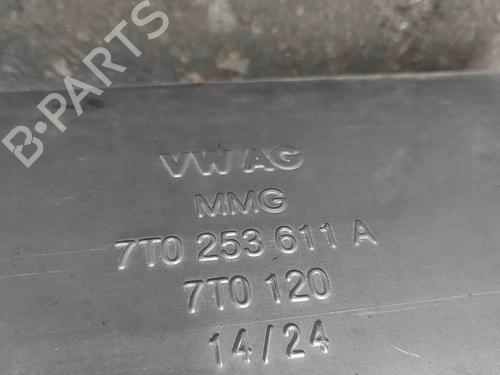 B-PARTS
VW AG
MMG
7T0 253 611 A
7T0 120
14/24